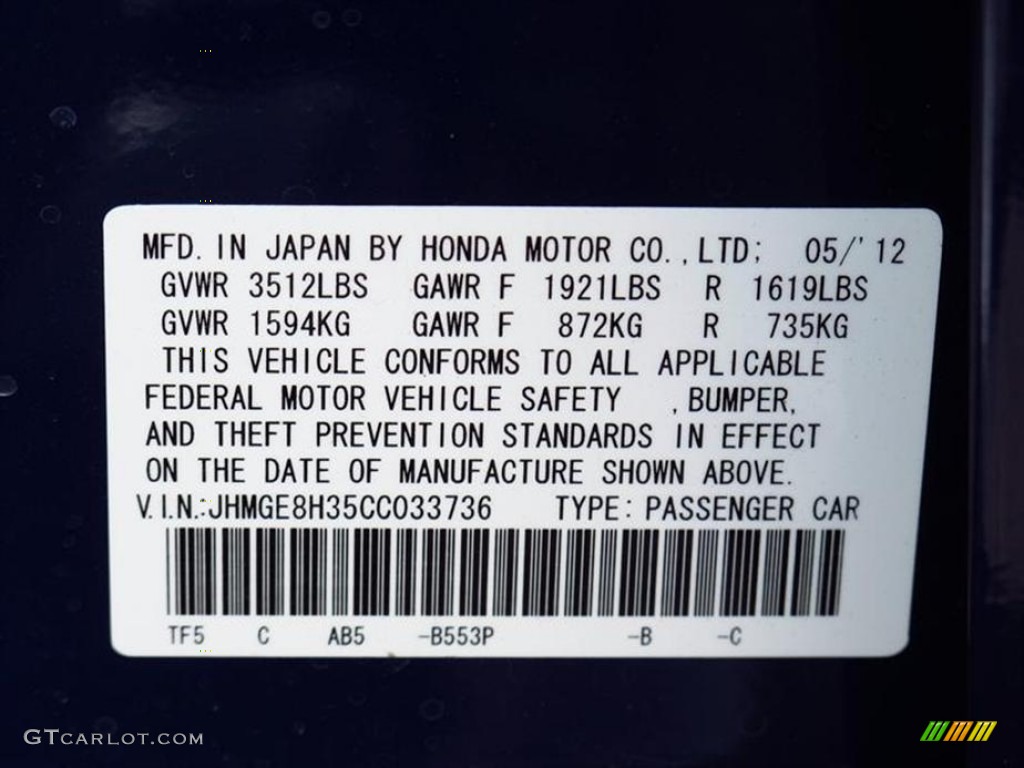 MFD. IN JAPAN BY HONDA MOTOR CO.,LTD; 05/'12
GVWR 3512LBS GAWR F 1921LBS R 1619LBS
GVWR 1594KG GAWR F 872KG R 735KG
THIS VEHICLE CONFORMS TO ALL APPLICABLE
FEDERAL MOTOR VEHICLE SAFETY ,BUMPER,
AND THEFT PREVENTION STANDARDS IN EFFECT
ON THE DATE OF MANUFACTURE SHOWN ABOVE.
V.I.N.:JHMGE8H35CC033736 TYPE: PASSENGER CAR
TF5 C AB5 -B553P -B -C
GTCARLOT.COM